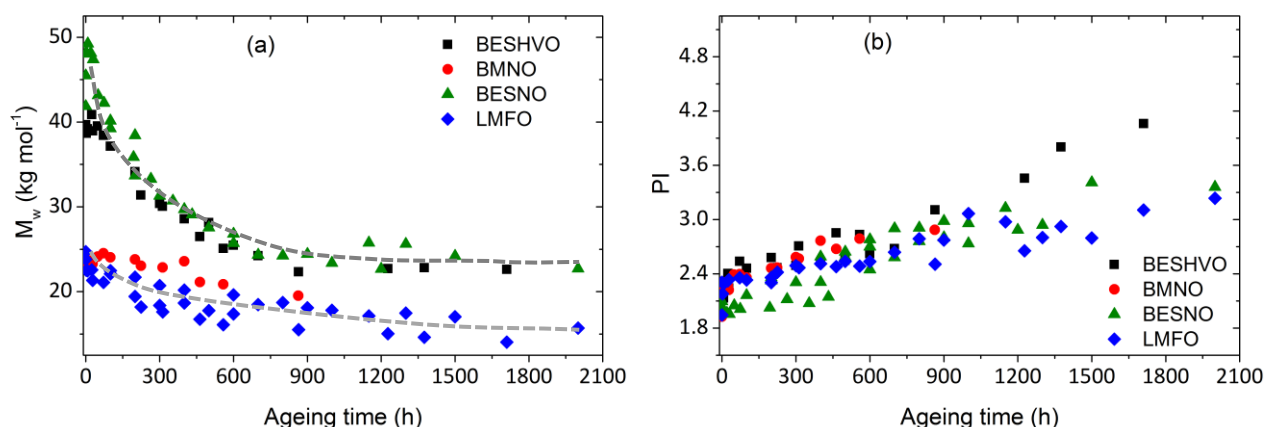 (a)
BESHVO
BMNO
BESNO
LMFO
M_w (kg mol⁻¹)
50
40
30
20
0 300 600 900 1200 1500 1800 2100
Ageing time (h)
(b)
PI
4.8
4.2
3.6
3.0
2.4
1.8
BESHVO
BMNO
BESNO
LMFO
0 300 600 900 1200 1500 1800 2100
Ageing time (h)